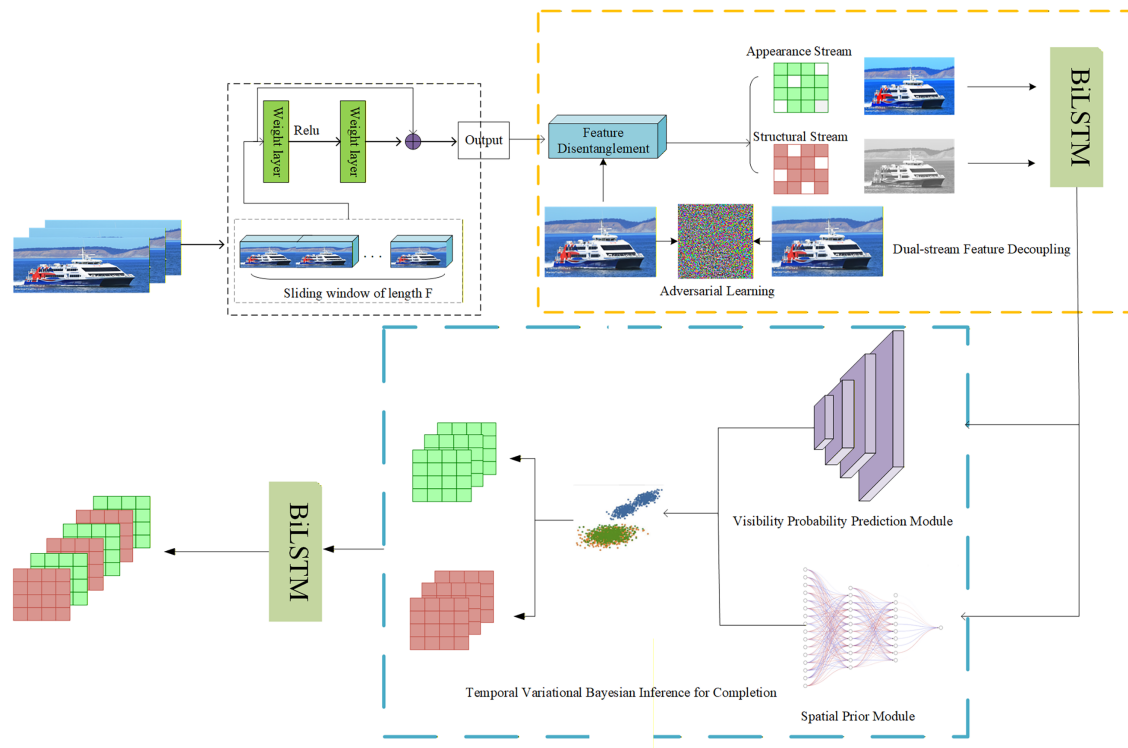 Appearance Stream
BiLSTM
Weight layer
Relu
Weight layer
Output
Feature
Disentanglement
Structural Stream
Dual-stream Feature Decoupling
Sliding window of length F
Adversarial Learning
Visibility Probability Prediction Module
BiLSTM
Temporal Variational Bayesian Inference for Completion
Spatial Prior Module